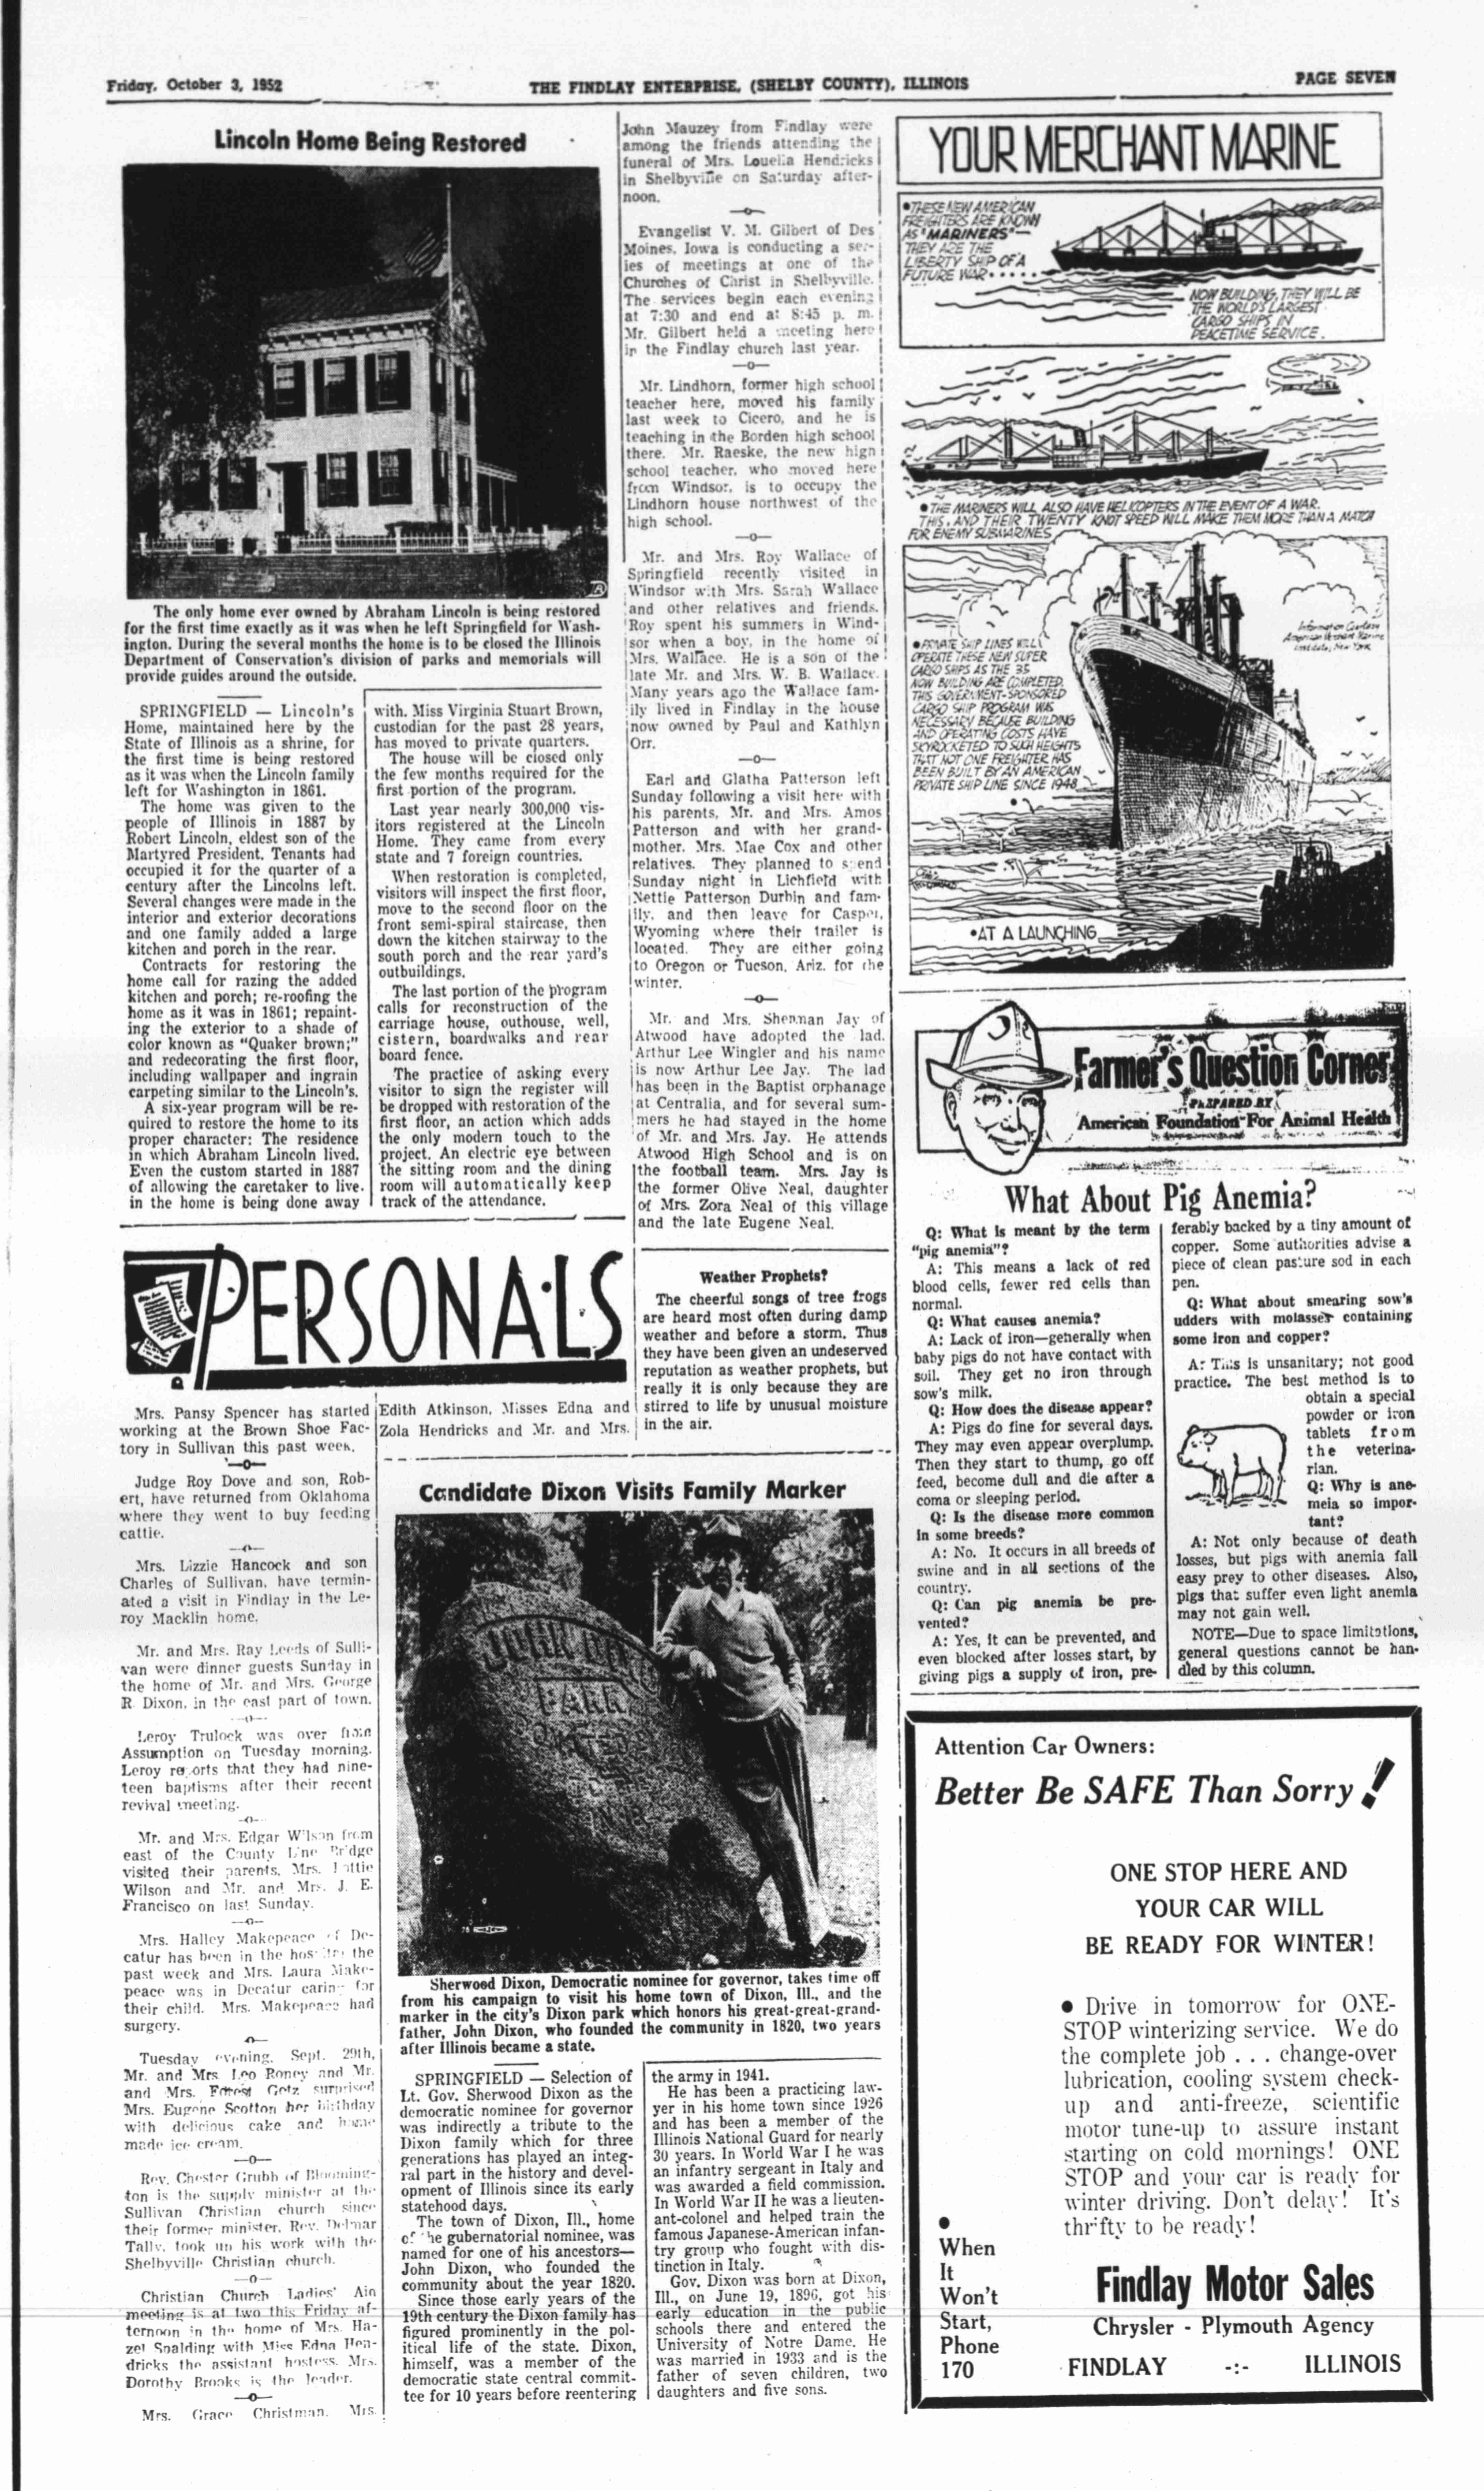 Friday, October 3, 1952
THE FINDLAY ENTERPRISE, (SHELBY COUNTY), ILLINOIS
PAGE SEVEN
Lincoln Home Being Restored
The only home ever owned by Abraham Lincoln is being restored
for the first time exactly as it was when he left Springfield for Wash-
ington. During the several months the home is to be closed the Illinois
Department of Conservation's division of parks and memorials will
provide guides around the outside.
SPRINGFIELD — Lincoln's
Home, maintained here by the
State of Illinois as a shrine, for
the first time is being restored
as it was when the Lincoln family
left for Washington in 1861.
The home was given to the
people of Illinois in 1887 by
Robert Lincoln, eldest son of the
Martyred President. Tenants had
occupied it for the quarter of a
century after the Lincolns left.
Several changes were made in the
interior and exterior decorations
and one family added a large
kitchen and porch in the rear.
Contracts for restoring the
home call for razing the added
kitchen and porch; re-roofing the
home as it was in 1861; repaint-
ing the exterior to a shade of
color known as "Quaker brown;"
and redecorating the first floor,
including wallpaper and ingrain
carpeting similar to the Lincoln's.
A six-year program will be re-
quired to restore the home to its
proper character: The residence
in which Abraham Lincoln lived.
Even the custom started in 1887
of allowing the caretaker to live
in the home is being done away
with. Miss Virginia Stuart Brown,
custodian for the past 28 years,
has moved to private quarters.
The house will be closed only
the few months required for the
first portion of the program.
Last year nearly 300,000 vis-
itors registered at the Lincoln
Home. They came from every
state and 7 foreign countries.
When restoration is completed,
visitors will inspect the first floor,
move to the second floor on the
front semi-spiral staircase, then
down the kitchen stairway to the
south porch and the rear yard's
outbuildings.
The last portion of the program
calls for reconstruction of the
carriage house, outhouse, well,
cistern, boardwalks and rear
board fence.
The practice of asking every
visitor to sign the register will
be dropped with restoration of the
first floor, an action which adds
the only modern touch to the
project. An electric eye between
the sitting room and the dining
room will automatically keep
track of the attendance.
PERSONALS
Mrs. Pansy Spencer has started
working at the Brown Shoe Fac-
tory in Sullivan this past week.
—o—
Judge Roy Dove and son, Rob-
ert, have returned from Oklahoma
where they went to buy feeding
cattle.
—o—
Mrs. Lizzie Hancock and son
Charles of Sullivan, have termin-
ated a visit in Findlay in the Le-
roy Macklin home.
Mr. and Mrs. Ray Leeds of Sulli-
van were dinner guests Sunday in
the home of Mr. and Mrs. George
R. Dixon, in the east part of town.
—o—
Leroy Trulock was over from
Assumption on Tuesday morning.
Leroy reports that they had nine-
teen baptisms after their recent
revival meeting.
—o—
Mr. and Mrs. Edgar Wilson from
east of the County Line Bridge
visited their parents, Mrs. Lottie
Wilson and Mr. and Mrs. J. E.
Francisco on last Sunday.
—o—
Mrs. Halley Makepeace of De-
catur has been in the hospital the
past week and Mrs. Laura Make-
peace was in Decatur caring for
their child. Mrs. Makepeace had
surgery.
—o—
Tuesday evening, Sept. 29th,
Mr. and Mrs. Leo Roney and Mr.
and Mrs. Forest Getz surprised
Mrs. Eugene Scotton her birthday
with delicious cake and home
made ice cream.
—o—
Rev. Chester Grubb of Blooming-
ton is the supply minister at the
Sullivan Christian church since
their former minister, Rev. Delmar
Tally, took up his work with the
Shelbyville Christian church.
—o—
Christian Church Ladies' Aid
meeting is at two this Friday af-
ternoon in the home of Mrs. Ha-
zel Spalding with Miss Edna Hen-
dricks the assistant hostess. Mrs.
Dorothy Brooks is the leader.
—o—
Mrs. Grace Christman, Mrs.
Edith Atkinson, Misses Edna and
Zola Hendricks and Mr. and Mrs.
John Mauzey from Findlay were
among the friends attending the
funeral of Mrs. Louella Hendricks
in Shelbyville on Saturday after-
noon.
—o—
Evangelist V. M. Gilbert of Des
Moines, Iowa is conducting a ser-
ies of meetings at one of the
Churches of Christ in Shelbyville.
The services begin each evening
at 7:30 and end at 8:45 p. m.
Mr. Gilbert held a meeting here
in the Findlay church last year.
—o—
Mr. Lindhorn, former high school
teacher here, moved his family
last week to Cicero, and he is
teaching in the Borden high school
there. Mr. Raeske, the new high
school teacher, who moved here
from Windsor, is to occupy the
Lindhorn house northwest of the
high school.
—o—
Mr. and Mrs. Roy Wallace of
Springfield recently visited in
Windsor with Mrs. Sarah Wallace
and other relatives and friends.
Roy spent his summers in Wind-
sor when a boy, in the home of
Mrs. Wallace. He is a son of the
late Mr. and Mrs. W. B. Wallace.
Many years ago the Wallace fam-
ily lived in Findlay in the house
now owned by Paul and Kathlyn
Orr.
—o—
Earl and Glatha Patterson left
Sunday following a visit here with
his parents, Mr. and Mrs. Amos
Patterson and with her grand-
mother, Mrs. Mae Cox and other
relatives. They planned to spend
Sunday night in Lichfield with
Nettie Patterson Durbin and fam-
ily, and then leave for Casper,
Wyoming where their trailer is
located. They are either going
to Oregon or Tucson, Ariz. for the
winter.
—o—
Mr. and Mrs. Sherman Jay of
Atwood have adopted the lad,
Arthur Lee Wingler and his name
is now Arthur Lee Jay. The lad
has been in the Baptist orphanage
at Centralia, and for several sum-
mers he had stayed in the home
of Mr. and Mrs. Jay. He attends
Atwood High School and is on
the football team. Mrs. Jay is
the former Olive Neal, daughter
of Mrs. Zora Neal of this village
and the late Eugene Neal.
Weather Prophets?
The cheerful songs of tree frogs
are heard most often during damp
weather and before a storm. Thus
they have been given an undeserved
reputation as weather prophets, but
really it is only because they are
stirred to life by unusual moisture
in the air.
Candidate Dixon Visits Family Marker
PARK
Sherwood Dixon, Democratic nominee for governor, takes time off
from his campaign to visit his home town of Dixon, Ill., and the
marker in the city's Dixon park which honors his great-great-grand-
father, John Dixon, who founded the community in 1820, two years
after Illinois became a state.
SPRINGFIELD — Selection of
Lt. Gov. Sherwood Dixon as the
democratic nominee for governor
was indirectly a tribute to the
Dixon family which for three
generations has played an integ-
ral part in the history and devel-
opment of Illinois since its early
statehood days.
The town of Dixon, Ill., home
of the gubernatorial nominee, was
named for one of his ancestors—
John Dixon, who founded the
community about the year 1820.
Since those early years of the
19th century the Dixon family has
figured prominently in the pol-
itical life of the state. Dixon,
himself, was a member of the
democratic state central commit-
tee for 10 years before reentering
the army in 1941.
He has been a practicing law-
yer in his home town since 1926
and has been a member of the
Illinois National Guard for nearly
30 years. In World War I he was
an infantry sergeant in Italy and
was awarded a field commission.
In World War II he was a lieuten-
ant-colonel and helped train the
famous Japanese-American infan-
try group who fought with dis-
tinction in Italy.
Gov. Dixon was born at Dixon,
Ill., on June 19, 1896, got his
early education in the public
schools there and entered the
University of Notre Dame. He
was married in 1933 and is the
father of seven children, two
daughters and five sons.
YOUR MERCHANT MARINE
•THESE NEW AMERICAN
FREIGHTERS ARE KNOWN
AS "MARINERS"—
THEY ARE THE
LIBERTY SHIP OF A
FUTURE WAR.....
NOW BUILDING, THEY WILL BE
THE WORLD'S LARGEST
CARGO SHIPS IN
PEACETIME SERVICE.
•THE MARINERS WILL ALSO HAVE HELICOPTERS IN THE EVENT OF A WAR.
THIS, AND THEIR TWENTY KNOT SPEED WILL MAKE THEM MORE THAN A MATCH
FOR ENEMY SUBMARINES
Information Courtesy
American Merchant Marine
Institute, New York
•PRIVATE SHIP LINES WILL
OPERATE THESE NEW SUPER
CARGO SHIPS AS THE 35
NOW BUILDING ARE COMPLETED.
THIS GOVERNMENT-SPONSORED
CARGO SHIP PROGRAM WAS
NECESSARY BECAUSE BUILDING
AND OPERATING COSTS HAVE
SKYROCKETED TO SUCH HEIGHTS
THAT NOT ONE FREIGHTER HAS
BEEN BUILT BY AN AMERICAN
PRIVATE SHIP LINE SINCE 1948
•AT A LAUNCHING
Farmer's Question Corner
PREPARED BY
American Foundation For Animal Health
What About Pig Anemia?
Q: What is meant by the term
"pig anemia"?
A: This means a lack of red
blood cells, fewer red cells than
normal.
Q: What causes anemia?
A: Lack of iron—generally when
baby pigs do not have contact with
soil. They get no iron through
sow's milk.
Q: How does the disease appear?
A: Pigs do fine for several days.
They may even appear overplump.
Then they start to thump, go off
feed, become dull and die after a
coma or sleeping period.
Q: Is the disease more common
in some breeds?
A: No. It occurs in all breeds of
swine and in all sections of the
country.
Q: Can pig anemia be pre-
vented?
A: Yes, it can be prevented, and
even blocked after losses start, by
giving pigs a supply of iron, pre-
ferably backed by a tiny amount of
copper. Some authorities advise a
piece of clean pasture sod in each
pen.
Q: What about smearing sow's
udders with molasses containing
some iron and copper?
A: This is unsanitary; not good
practice. The best method is to
obtain a special
powder or iron
tablets from
the veterina-
rian.
Q: Why is ane-
meia so impor-
tant?
A: Not only because of death
losses, but pigs with anemia fall
easy prey to other diseases. Also,
pigs that suffer even light anemia
may not gain well.
NOTE—Due to space limitations,
general questions cannot be han-
dled by this column.
Attention Car Owners:
Better Be SAFE Than Sorry!
ONE STOP HERE AND
YOUR CAR WILL
BE READY FOR WINTER!
● Drive in tomorrow for ONE-
STOP winterizing service. We do
the complete job . . . change-over
lubrication, cooling system check-
up and anti-freeze, scientific
motor tune-up to assure instant
starting on cold mornings! ONE
STOP and your car is ready for
winter driving. Don't delay! It's
thrifty to be ready!
●
When
It
Won't
Start,
Phone
170
Findlay Motor Sales
Chrysler - Plymouth Agency
FINDLAY -:- ILLINOIS